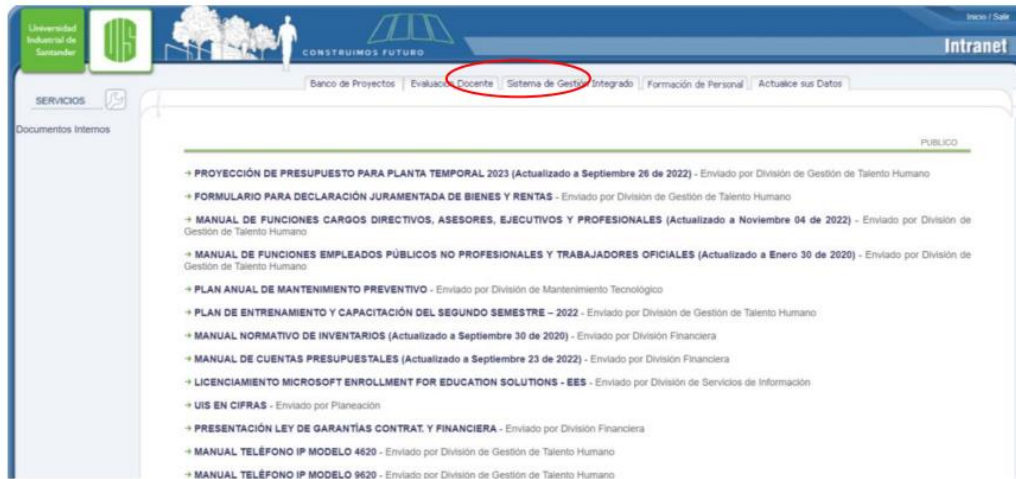 Universidad
Industrial de
Santander
UIS
CONSTRUIMOS FUTURO
Inicio / Salir
Intranet
Banco de Proyectos | Evaluación Docente | Sistema de Gestión Integrado | Formación de Personal | Actualice sus Datos
SERVICIOS
Documentos Internos
PUBLICO
PROYECCIÓN DE PRESUPUESTO PARA PLANTA TEMPORAL 2023 (Actualizado a Septiembre 26 de 2022) - Enviado por División de Gestión de Talento Humano
FORMULARIO PARA DECLARACIÓN JURAMENTADA DE BIENES Y RENTAS - Enviado por División de Gestión de Talento Humano
MANUAL DE FUNCIONES CARGOS DIRECTIVOS, ASESORES, EJECUTIVOS Y PROFESIONALES (Actualizado a Noviembre 04 de 2022) - Enviado por División de
Gestión de Talento Humano
MANUAL DE FUNCIONES EMPLEADOS PÚBLICOS NO PROFESIONALES Y TRABAJADORES OFICIALES (Actualizado a Enero 30 de 2020) - Enviado por División de
Gestión de Talento Humano
PLAN ANUAL DE MANTENIMIENTO PREVENTIVO - Enviado por División de Mantenimiento Tecnológico
PLAN DE ENTRENAMIENTO Y CAPACITACIÓN DEL SEGUNDO SEMESTRE – 2022 - Enviado por División de Gestión de Talento Humano
MANUAL NORMATIVO DE INVENTARIOS (Actualizado a Septiembre 30 de 2020) - Enviado por División Financiera
MANUAL DE CUENTAS PRESUPUESTALES (Actualizado a Septiembre 23 de 2022) - Enviado por División Financiera
LICENCIAMIENTO MICROSOFT ENROLLMENT FOR EDUCATION SOLUTIONS - EES - Enviado por División de Servicios de Información
UIS EN CIFRAS - Enviado por Planeación
PRESENTACIÓN LEY DE GARANTÍAS CONTRAT. Y FINANCIERA - Enviado por División Financiera
MANUAL TELÉFONO IP MODELO 4620 - Enviado por División de Gestión de Talento Humano
MANUAL TELÉFONO IP MODELO 9620 - Enviado por División de Gestión de Talento Humano